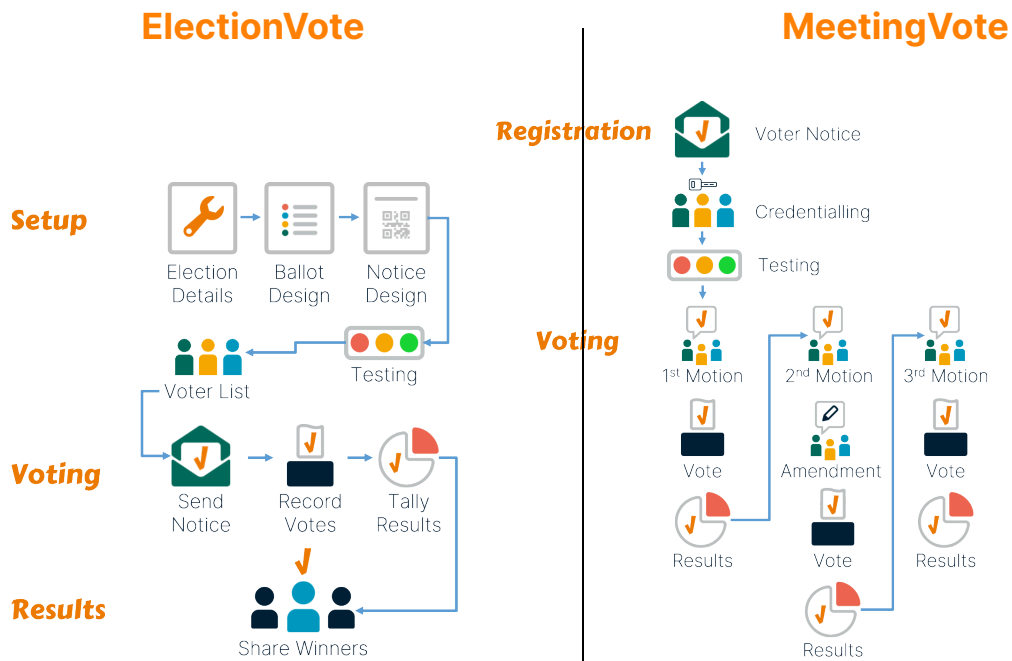 ElectionVote
Setup
Election
Details
Ballot
Design
Notice
Design
Testing
Voter List
Voting
Send
Notice
Record
Votes
Tally
Results
Results
Share Winners
MeetingVote
Registration
Voter Notice
Credentialling
Testing
Voting
1st Motion
2nd Motion
3rd Motion
Vote
Amendment
Vote
Results
Vote
Results
Results